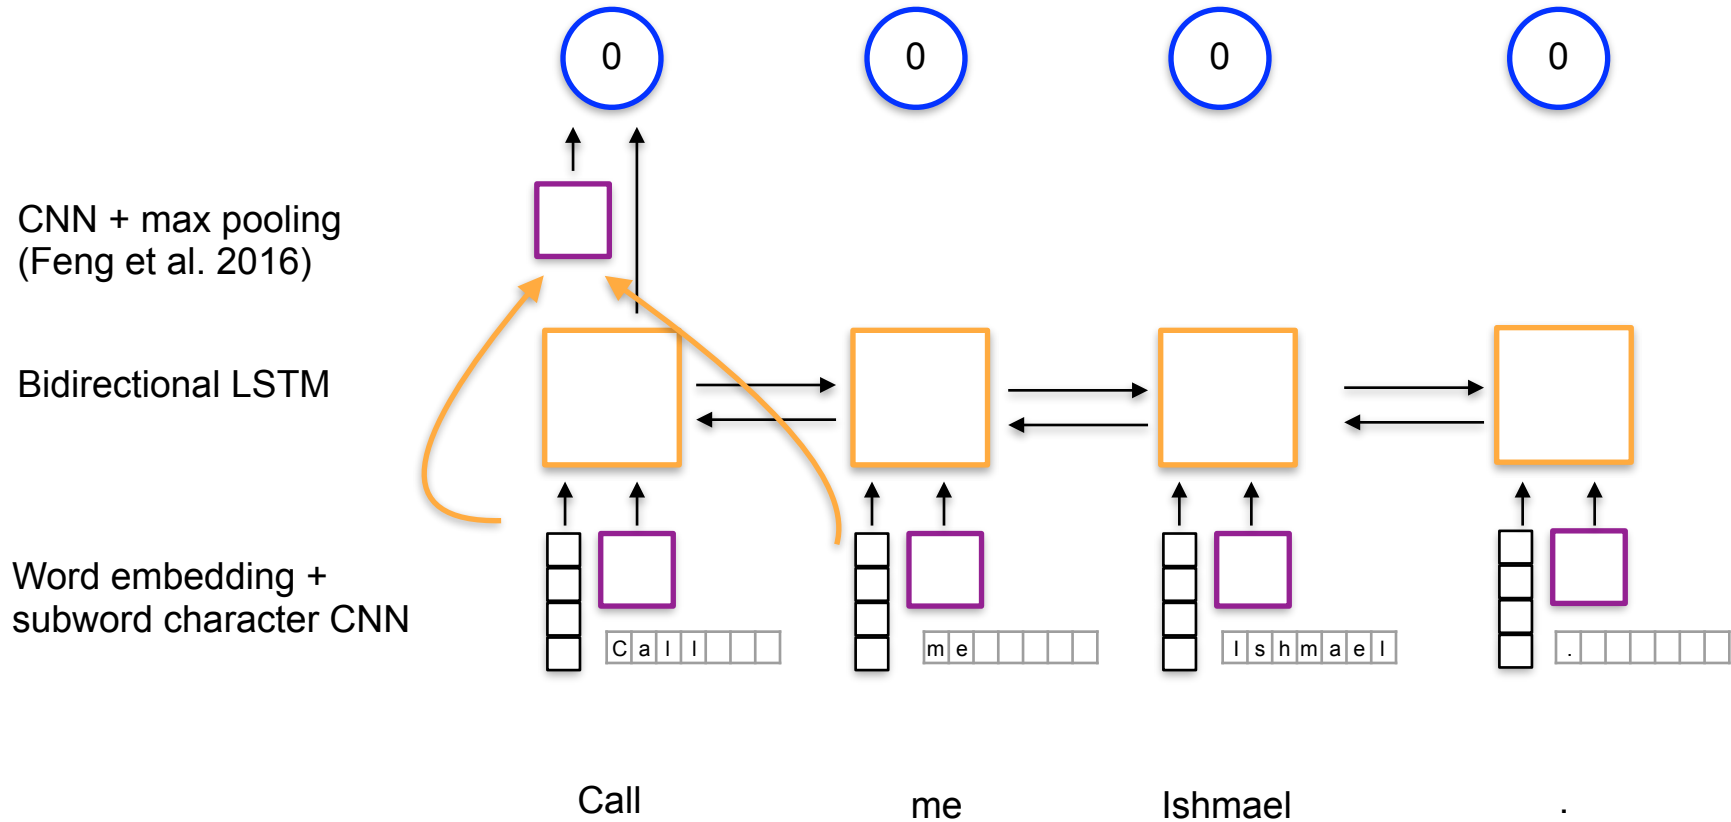 0 0 0 0
CNN + max pooling
(Feng et al. 2016)
Bidirectional LSTM
Word embedding +
subword character CNN
C a l l m e I s h m a e l .
Call me Ishmael .